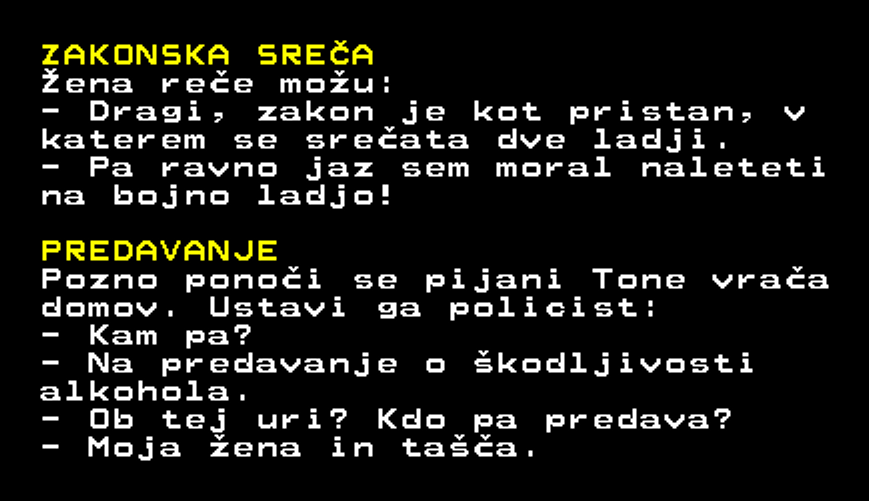 ZAKONSKA SREČA
Žena reče možu:
- Dragi, zakon je kot pristan, v
katerem se srečata dve ladji.
- Pa ravno jaz sem moral naleteti
na bojno ladjo!
PREDAVANJE
Pozno ponoči se pijani Tone vrača
domov. Ustavi ga policist:
- Kam pa?
- Na predavanje o škodljivosti
alkohola.
- Ob tej uri? Kdo pa predava?
- Moja žena in tašča.